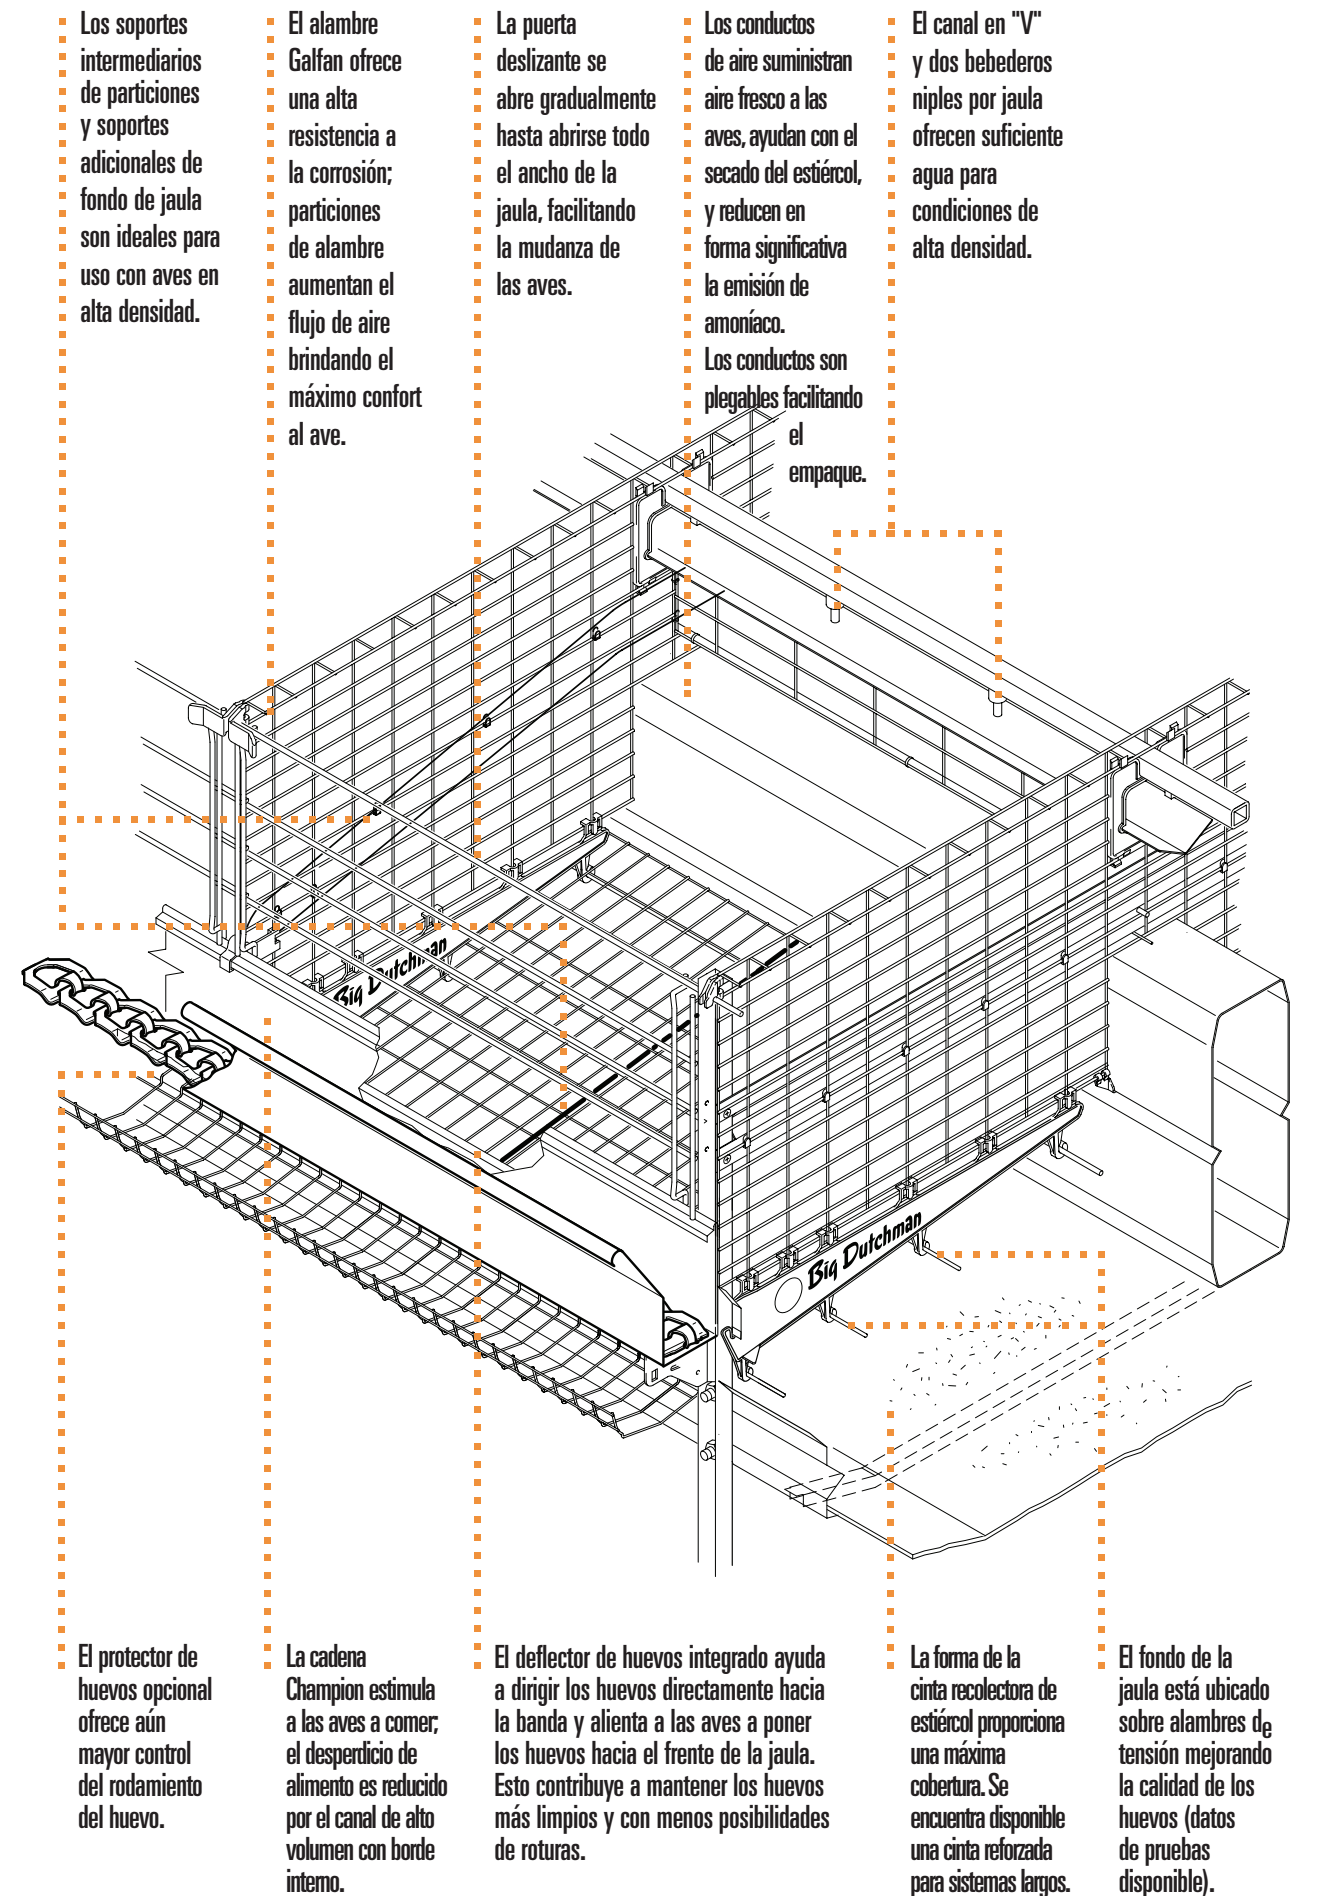 Los soportes
intermediarios
de particiones
y soportes
adicionales de
fondo de jaula
son ideales para
uso con aves en
alta densidad.
El alambre
Galfan ofrece
una alta
resistencia a
la corrosión;
particiones
de alambre
aumentan el
flujo de aire
brindando el
máximo confort
al ave.
La puerta
deslizante se
abre gradualmente
hasta abrirse todo
el ancho de la
jaula, facilitando
la mudanza de
las aves.
Los conductos
de aire suministran
aire fresco a las
aves, ayudan con el
secado del estiércol,
y reducen en
forma significativa
la emisión de
amoníaco.
Los conductos son
plegables facilitando
el
empaque.
El canal en "V"
y dos bebederos
niples por jaula
ofrecen suficiente
agua para
condiciones de
alta densidad.
Big Dutchman
Big Dutchman
El protector de
huevos opcional
ofrece aún
mayor control
del rodamiento
del huevo.
La cadena
Champion estimula
a las aves a comer;
el desperdicio de
alimento es reducido
por el canal de alto
volumen con borde
interno.
El deflector de huevos integrado ayuda
a dirigir los huevos directamente hacia
la banda y alienta a las aves a poner
los huevos hacia el frente de la jaula.
Esto contribuye a mantener los huevos
más limpios y con menos posibilidades
de roturas.
La forma de la
cinta recolectora de
estiércol proporciona
una máxima
cobertura. Se
encuentra disponible
una cinta reforzada
para sistemas largos.
El fondo de la
jaula está ubicado
sobre alambres de
tensión mejorando
la calidad de los
huevos (datos
de pruebas
disponible).